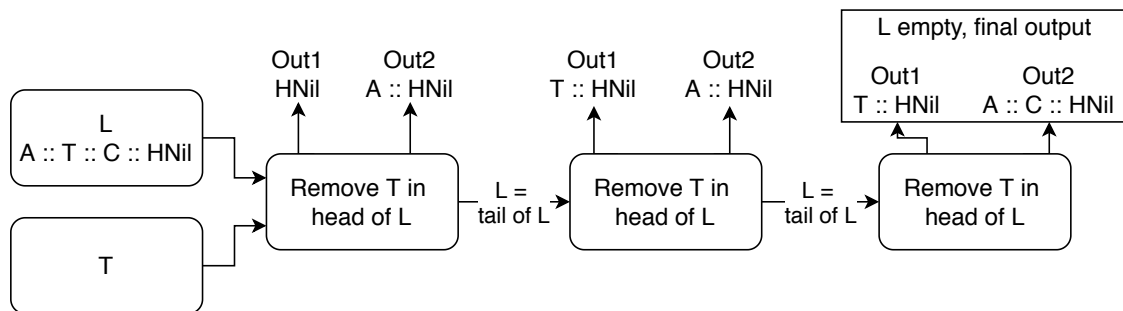 L
A :: T :: C :: HNil
T
Out1
HNil
Out2
A :: HNil
Remove T in
head of L
L =
tail of L
Out1
T :: HNil
Out2
A :: HNil
Remove T in
head of L
L =
tail of L
L empty, final output
Out1
T :: HNil
Out2
A :: C :: HNil
Remove T in
head of L